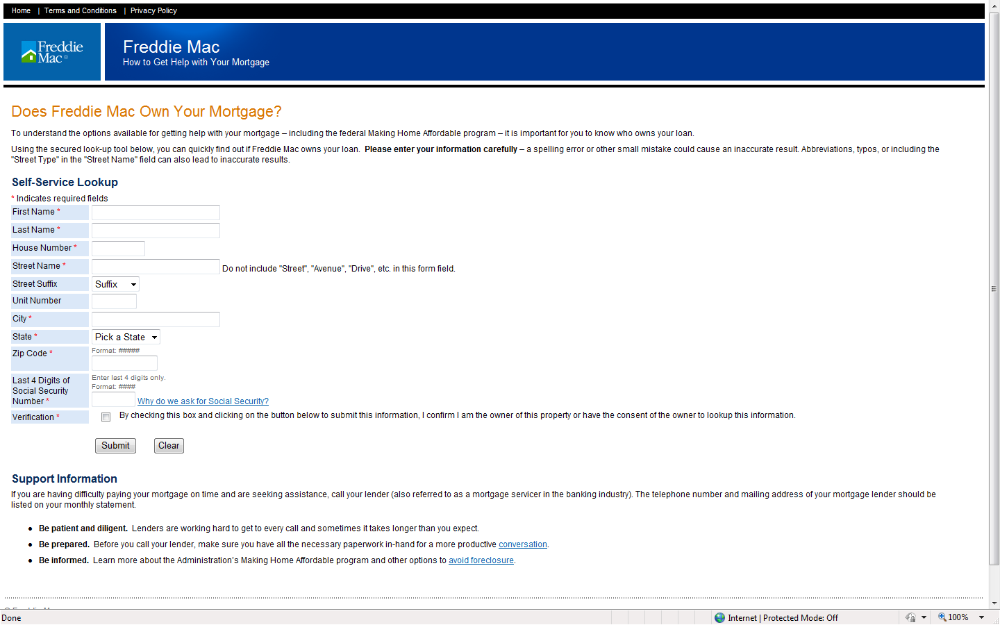 Home | Terms and Conditions | Privacy Policy
Freddie Mac®
Freddie Mac
How to Get Help with Your Mortgage
Does Freddie Mac Own Your Mortgage?
To understand the options available for getting help with your mortgage – including the federal Making Home Affordable program – it is important for you to know who owns your loan.
Using the secured look-up tool below, you can quickly find out if Freddie Mac owns your loan. Please enter your information carefully – a spelling error or other small mistake could cause an inaccurate result. Abbreviations, typos, or including the
"Street Type" in the "Street Name" field can also lead to inaccurate results.
Self-Service Lookup
* Indicates required fields
First Name *
Last Name *
House Number *
Street Name * Do not include "Street", "Avenue", "Drive", etc. in this form field.
Street Suffix Suffix
Unit Number
City *
State * Pick a State
Zip Code * Format: #####
Last 4 Digits of Social Security Number * Enter last 4 digits only.
Format: ####
Why do we ask for Social Security?
Verification * By checking this box and clicking on the button below to submit this information, I confirm I am the owner of this property or have the consent of the owner to lookup this information.
Submit Clear
Support Information
If you are having difficulty paying your mortgage on time and are seeking assistance, call your lender (also referred to as a mortgage servicer in the banking industry). The telephone number and mailing address of your mortgage lender should be
listed on your monthly statement.
• Be patient and diligent. Lenders are working hard to get to every call and sometimes it takes longer than you expect.
• Be prepared. Before you call your lender, make sure you have all the necessary paperwork in-hand for a more productive conversation.
• Be informed. Learn more about the Administration's Making Home Affordable program and other options to avoid foreclosure.
Done Internet | Protected Mode: Off 100%